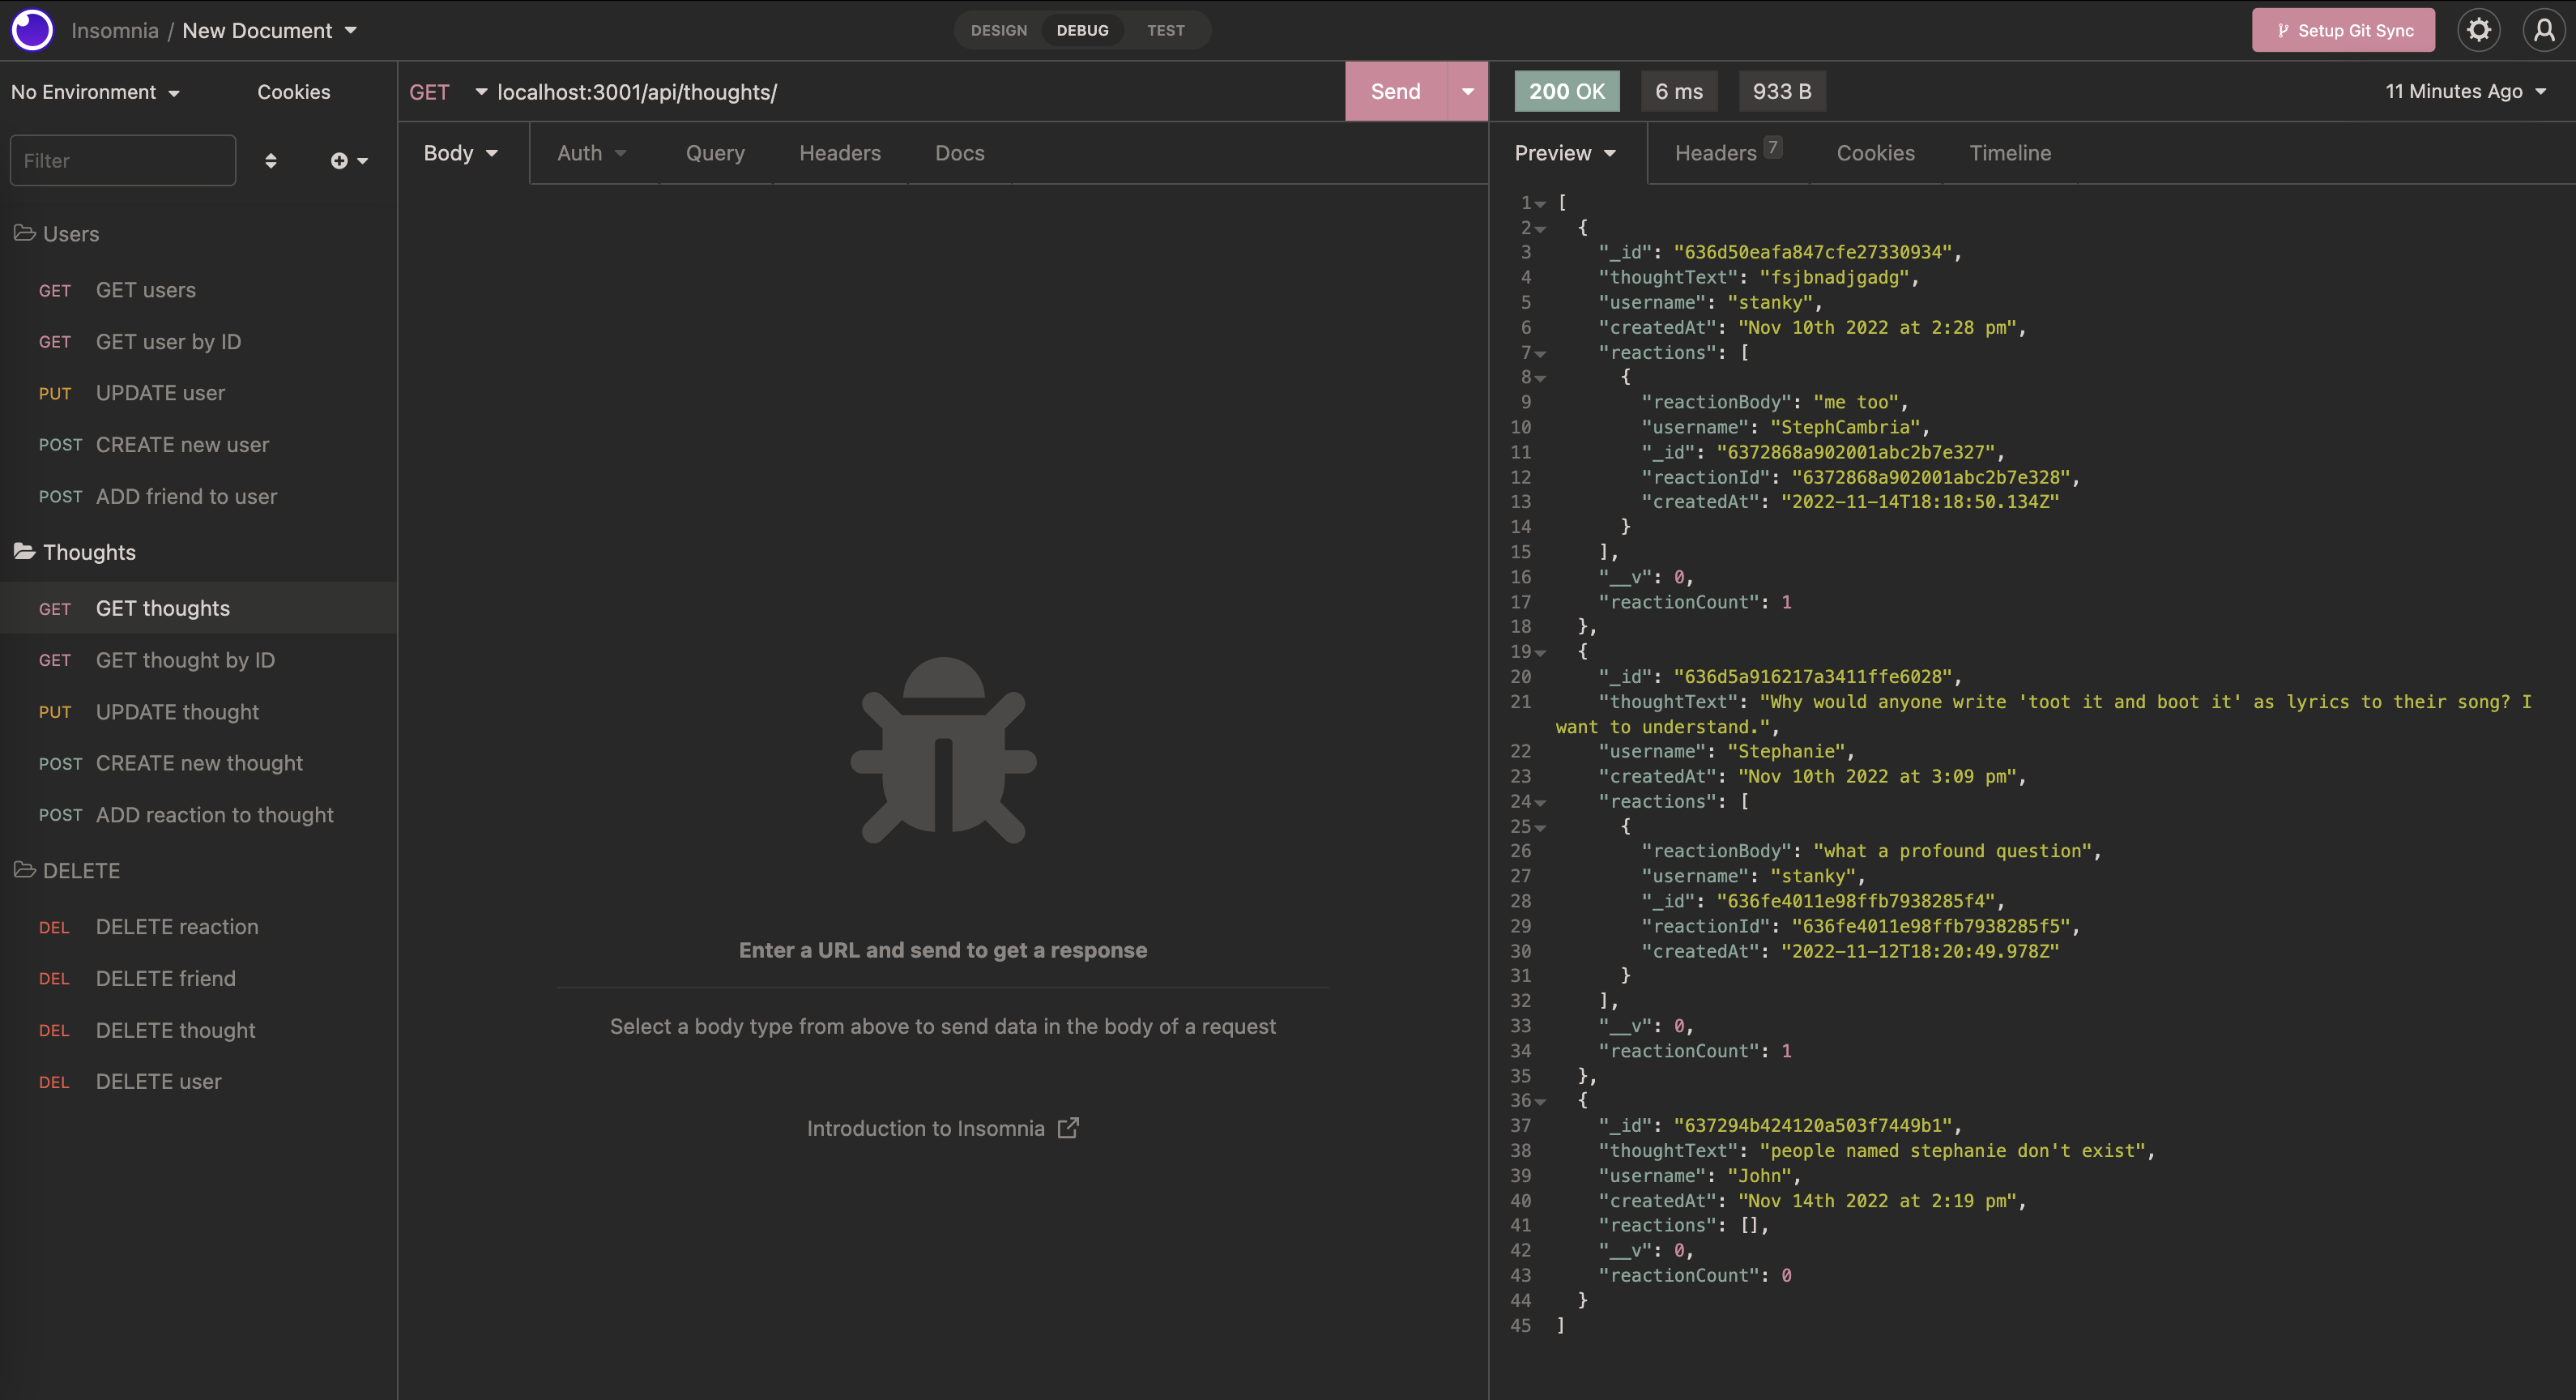 Insomnia / New Document
DESIGN DEBUG TEST
Setup Git Sync
No Environment Cookies
Filter
Users
GET GET users
GET GET user by ID
PUT UPDATE user
POST CREATE new user
POST ADD friend to user
Thoughts
GET GET thoughts
GET GET thought by ID
PUT UPDATE thought
POST CREATE new thought
POST ADD reaction to thought
DELETE
DEL DELETE reaction
DEL DELETE friend
DEL DELETE thought
DEL DELETE user
GET localhost:3001/api/thoughts/ Send
Body Auth Query Headers Docs
Enter a URL and send to get a response
Select a body type from above to send data in the body of a request
Introduction to Insomnia
200 OK 6 ms 933 B 11 Minutes Ago
Preview Headers 7 Cookies Timeline
1 [
2 {
3 "_id": "636d50eafa847cfe27330934",
4 "thoughtText": "fsjbnadjgadg",
5 "username": "stanky",
6 "createdAt": "Nov 10th 2022 at 2:28 pm",
7 "reactions": [
8 {
9 "reactionBody": "me too",
10 "username": "StephCambria",
11 "_id": "6372868a902001abc2b7e327",
12 "reactionId": "6372868a902001abc2b7e328",
13 "createdAt": "2022-11-14T18:18:50.134Z"
14 }
15 ],
16 "__v": 0,
17 "reactionCount": 1
18 },
19 {
20 "_id": "636d5a916217a3411ffe6028",
21 "thoughtText": "Why would anyone write 'toot it and boot it' as lyrics to their song? I
want to understand.",
22 "username": "Stephanie",
23 "createdAt": "Nov 10th 2022 at 3:09 pm",
24 "reactions": [
25 {
26 "reactionBody": "what a profound question",
27 "username": "stanky",
28 "_id": "636fe4011e98ffb7938285f4",
29 "reactionId": "636fe4011e98ffb7938285f5",
30 "createdAt": "2022-11-12T18:20:49.978Z"
31 }
32 ],
33 "__v": 0,
34 "reactionCount": 1
35 },
36 {
37 "_id": "637294b424120a503f7449b1",
38 "thoughtText": "people named stephanie don't exist",
39 "username": "John",
40 "createdAt": "Nov 14th 2022 at 2:19 pm",
41 "reactions": [],
42 "__v": 0,
43 "reactionCount": 0
44 }
45 ]